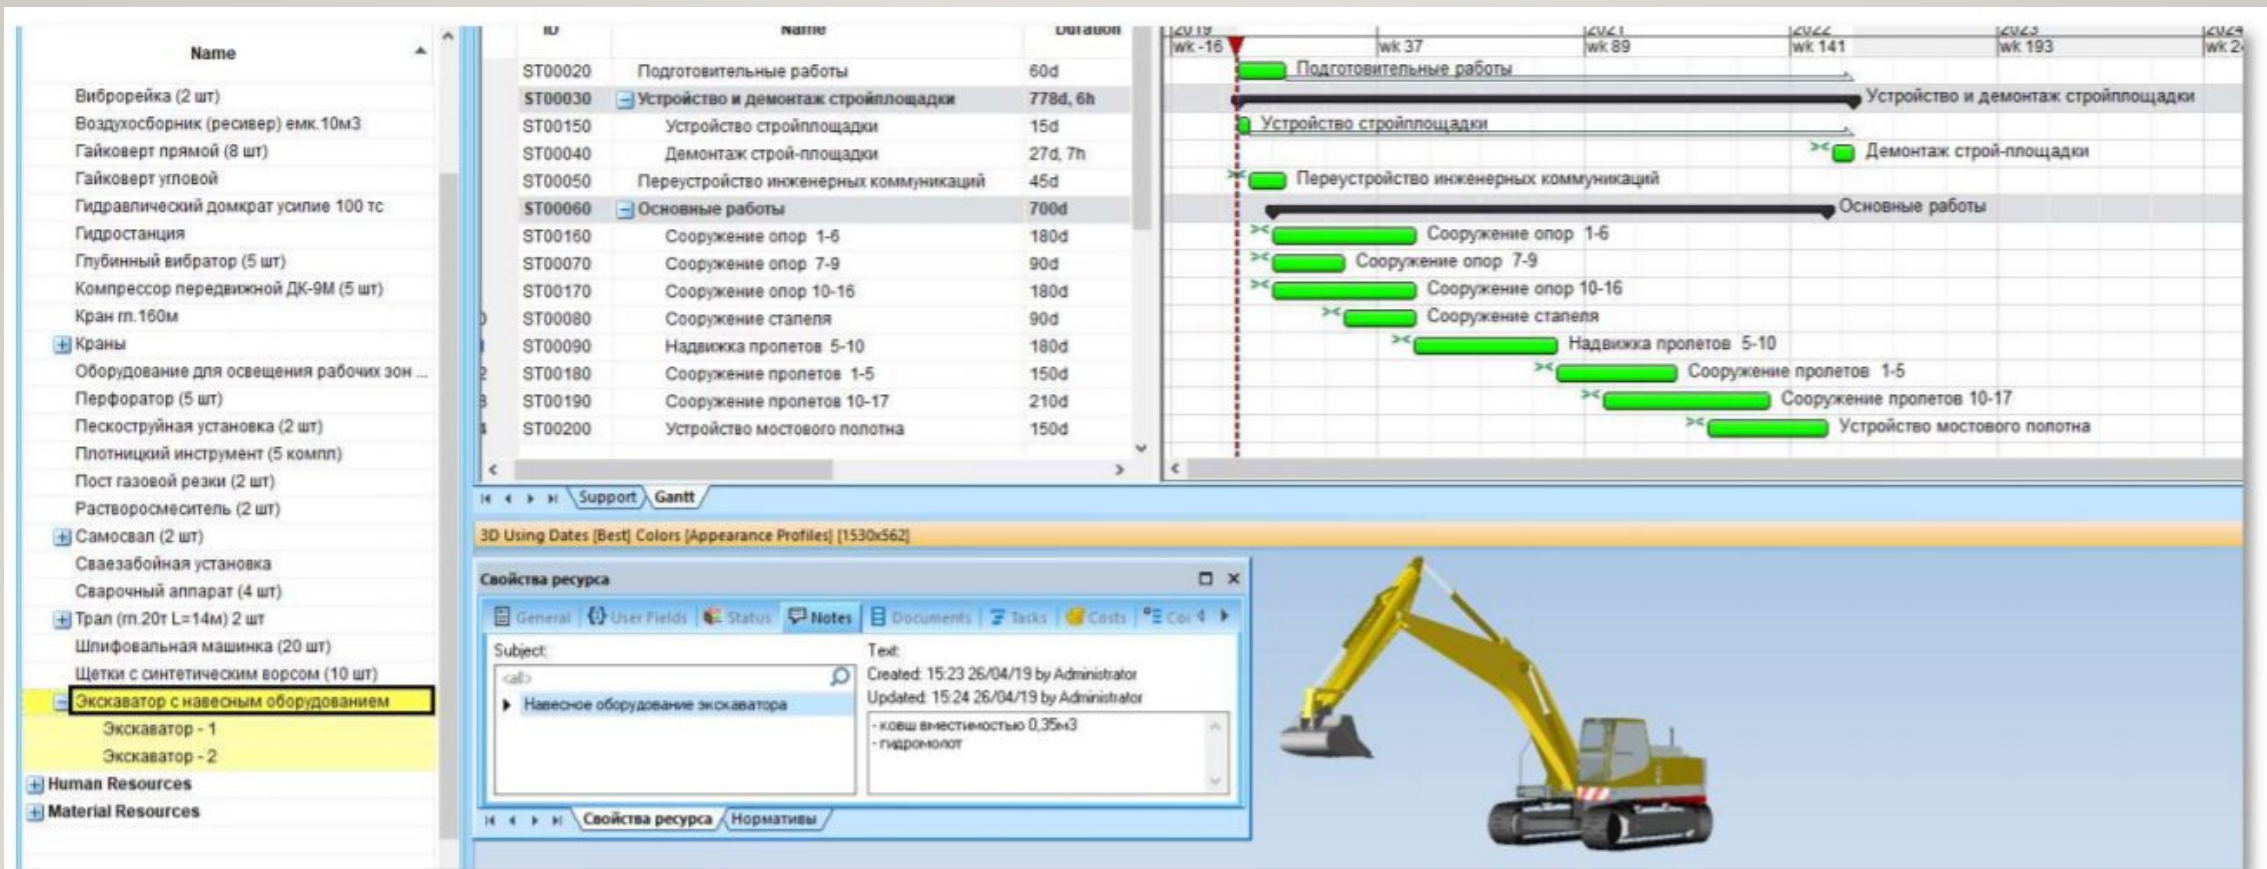 Name
Виброрейка (2 шт)
Воздухосборник (ресивер) емк.10м3
Гайковерт прямой (8 шт)
Гайковерт угловой
Гидравлический домкрат усилие 100 тс
Гидростанция
Глубинный вибратор (5 шт)
Компрессор передвижной ДК-9М (5 шт)
Кран гп.160м
Краны
Оборудование для освещения рабочих зон ...
Перфоратор (5 шт)
Пескоструйная установка (2 шт)
Плотницкий инструмент (5 компл)
Пост газовой резки (2 шт)
Растворосмеситель (2 шт)
Самосвал (2 шт)
Сваезабойная установка
Сварочный аппарат (4 шт)
Трап (гп.20т L=14м) 2 шт
Шлифовальная машинка (20 шт)
Щетки с синтетическим ворсом (10 шт)
Экскаватор с навесным оборудованием
Экскаватор - 1
Экскаватор - 2
Human Resources
Material Resources
ID Name Duration
ST00020 Подготовительные работы 60d
ST00030 Устройство и демонтаж стройплощадки 778d, 6h
ST00150 Устройство стройплощадки 15d
ST00040 Демонтаж строй-площадки 27d, 7h
ST00050 Переустройство инженерных коммуникаций 45d
ST00060 Основные работы 700d
ST00160 Сооружение опор 1-6 180d
ST00070 Сооружение опор 7-9 90d
ST00170 Сооружение опор 10-16 180d
ST00080 Сооружение стапеля 90d
ST00090 Надвижка пролетов 5-10 180d
ST00180 Сооружение пролетов 1-5 150d
ST00190 Сооружение пролетов 10-17 210d
ST00200 Устройство мостового полотна 150d
2019 2021 2022 2023 2024
wk -16 wk 37 wk 89 wk 141 wk 193 wk 2
Подготовительные работы
Устройство и демонтаж стройплощадки
Устройство стройплощадки
Демонтаж строй-площадки
Переустройство инженерных коммуникаций
Основные работы
Сооружение опор 1-6
Сооружение опор 7-9
Сооружение опор 10-16
Сооружение стапеля
Надвижка пролетов 5-10
Сооружение пролетов 1-5
Сооружение пролетов 10-17
Устройство мостового полотна
Support Gantt
3D Using Dates [Best] Colors [Appearance Profiles] [1530x562]
Свойства ресурса
General User Fields Status Notes Documents Tasks Costs
Subject:
<all>
Навесное оборудование экскаватора
Text:
Created: 15:23 26/04/19 by Administrator
Updated: 15:24 26/04/19 by Administrator
- ковш вместимостью 0,35м3
- гидромолот
Свойства ресурса Нормативы